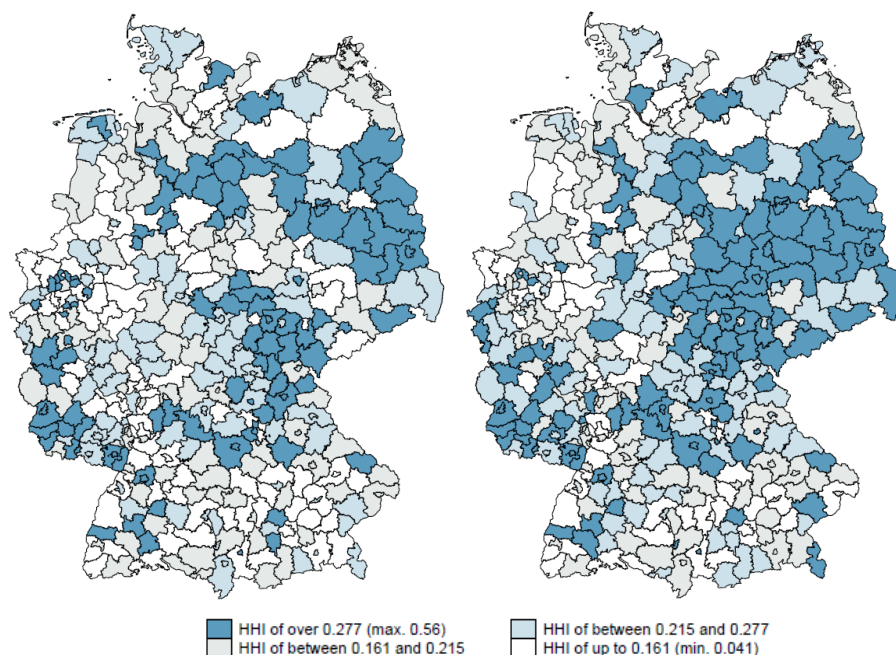 HHI of over 0.277 (max. 0.56)
HHI of between 0.215 and 0.277
HHI of between 0.161 and 0.215
HHI of up to 0.161 (min. 0.041)